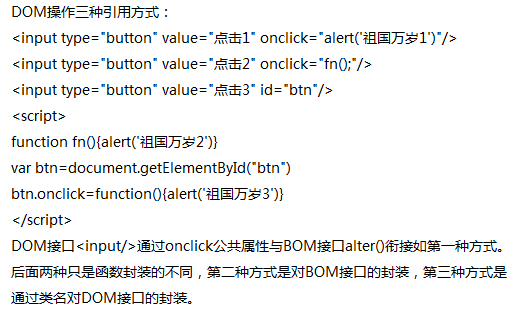 DOM操作三种引用方式：
<input type="button" value="点击1" onclick="alert('祖国万岁1')"/>
<input type="button" value="点击2" onclick="fn();"/>
<input type="button" value="点击3" id="btn"/>
<script>
function fn(){alert('祖国万岁2')}
var btn=document.getElementById("btn")
btn.onclick=function(){alert('祖国万岁3')}
</script>
DOM接口<input/>通过onclick公共属性与BOM接口alter()衔接如第一种方式。
后面两种只是函数封装的不同，第二种方式是对BOM接口的封装，第三种方式是
通过类名对DOM接口的封装。